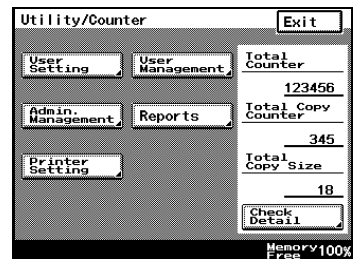 Utility/Counter
Exit
User
Setting
User
Management
Total
Counter
123456
Admin.
Management
Reports
Total Copy
Counter
345
Printer
Setting
Total
Copy Size
18
Check
Detail
Memory 100%
Free